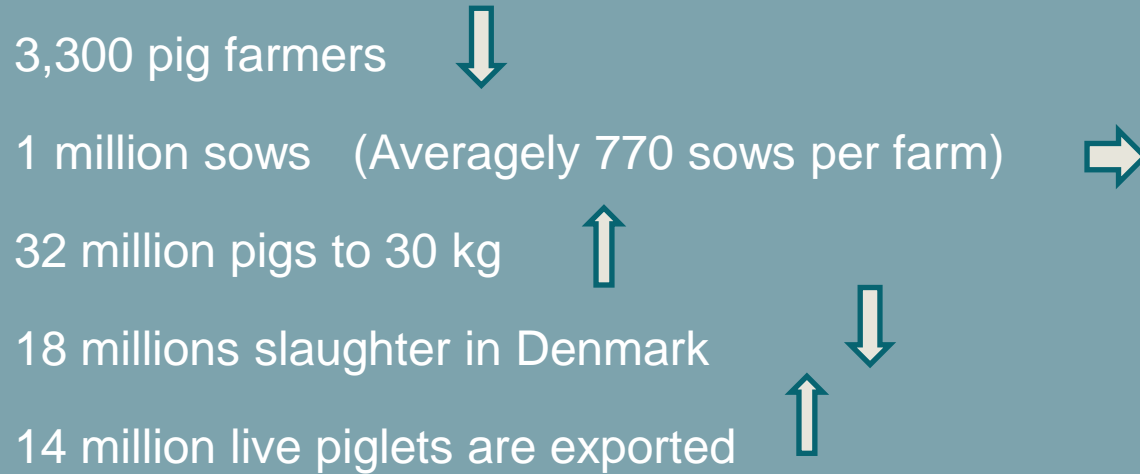 3,300 pig farmers
1 million sows (Averagely 770 sows per farm)
32 million pigs to 30 kg
18 millions slaughter in Denmark
14 million live piglets are exported